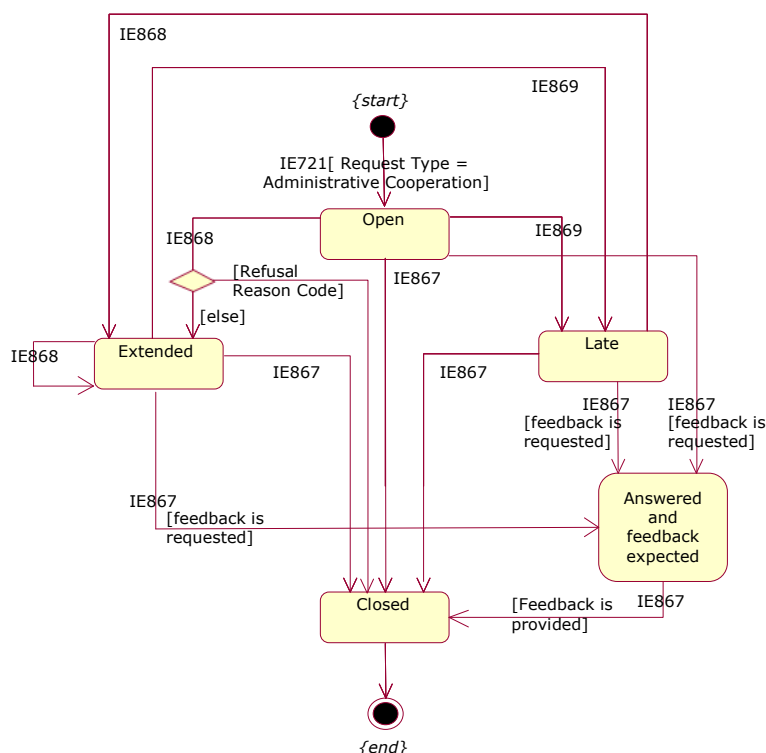 IE868
IE869
{start}
IE721[ Request Type =
Administrative Cooperation]
Open
IE868
IE869
[Refusal
Reason Code]
IE867
[else]
Extended
Late
IE868
IE867
IE867
IE867
[feedback is
requested]
IE867
[feedback is
requested]
IE867
[feedback is
requested]
Answered
and
feedback
expected
Closed
[Feedback is
provided]
IE867
{end}